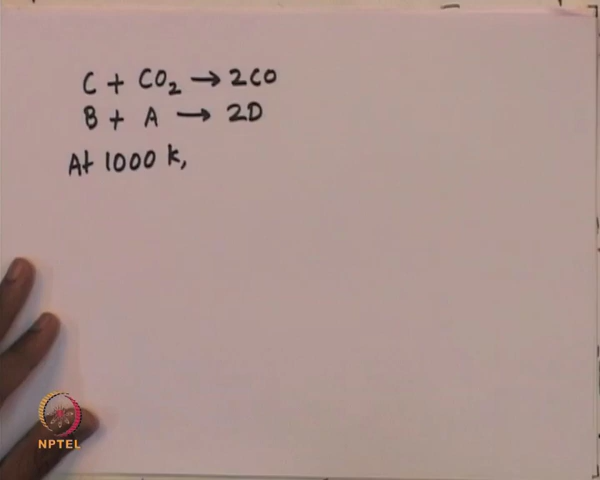 C + CO₂ → 2CO
B + A → 2D
At 1000 k,
NPTEL